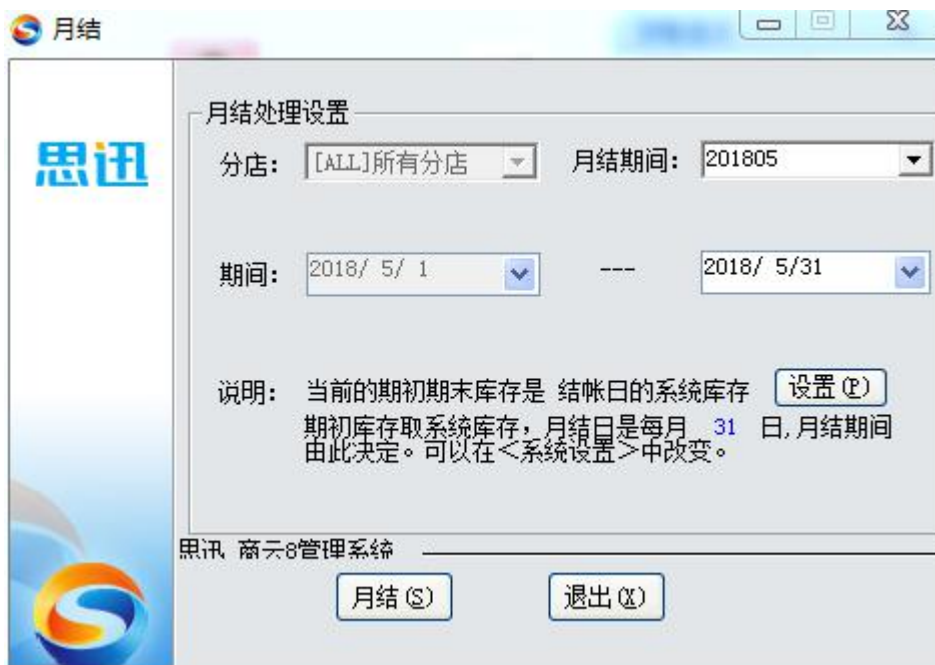 月结
思迅
月结处理设置
分店: [ALL]所有分店 月结期间: 201805
期间: 2018/ 5/ 1 --- 2018/ 5/31
说明: 当前的期初期末库存是 结帐日的系统库存 设置(P)
期初库存取系统库存,月结日是每月 31 日,月结期间
由此决定。可以在<系统设置>中改变。
思讯 商云8管理系统
月结(S) 退出(X)